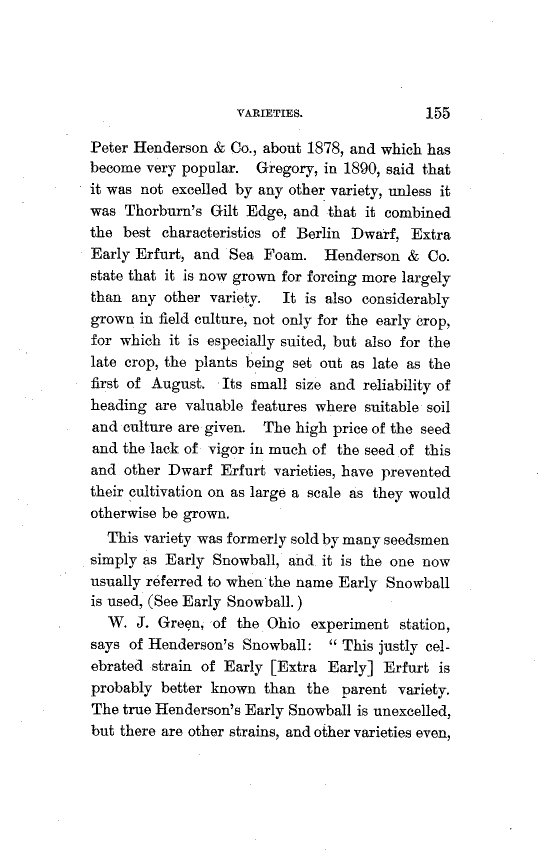 VARIETIES. 155
Peter Henderson & Co., about 1878, and which has
become very popular. Gregory, in 1890, said that
it was not excelled by any other variety, unless it
was Thorburn's Gilt Edge, and that it combined
the best characteristics of Berlin Dwarf, Extra
Early Erfurt, and Sea Foam. Henderson & Co.
state that it is now grown for forcing more largely
than any other variety. It is also considerably
grown in field culture, not only for the early crop,
for which it is especially suited, but also for the
late crop, the plants being set out as late as the
first of August. Its small size and reliability of
heading are valuable features where suitable soil
and culture are given. The high price of the seed
and the lack of vigor in much of the seed of this
and other Dwarf Erfurt varieties, have prevented
their cultivation on as large a scale as they would
otherwise be grown.
This variety was formerly sold by many seedsmen
simply as Early Snowball, and it is the one now
usually referred to when the name Early Snowball
is used, (See Early Snowball.)
W. J. Green, of the Ohio experiment station,
says of Henderson's Snowball: "This justly cel-
ebrated strain of Early [Extra Early] Erfurt is
probably better known than the parent variety.
The true Henderson's Early Snowball is unexcelled,
but there are other strains, and other varieties even,